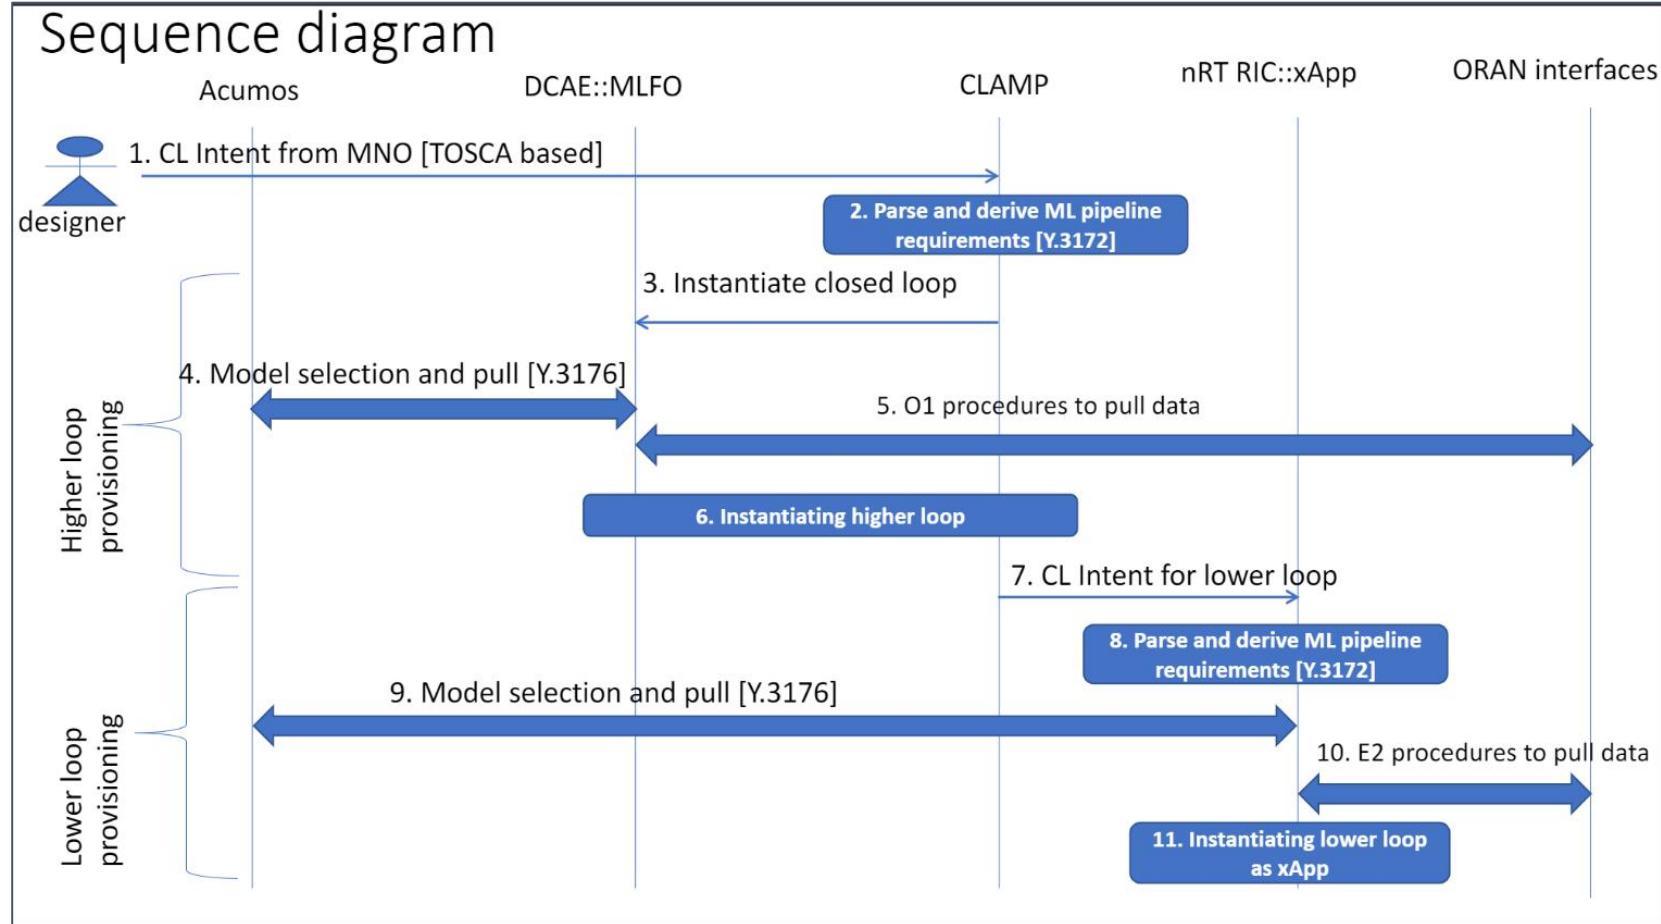 Sequence diagram
Acumos
DCAE::MLFO
CLAMP
nRT RIC::xApp
ORAN interfaces
designer
1. CL Intent from MNO [TOSCA based]
2. Parse and derive ML pipeline
requirements [Y.3172]
3. Instantiate closed loop
Higher loop
provisioning
4. Model selection and pull [Y.3176]
5. O1 procedures to pull data
6. Instantiating higher loop
7. CL Intent for lower loop
8. Parse and derive ML pipeline
requirements [Y.3172]
Lower loop
provisioning
9. Model selection and pull [Y.3176]
10. E2 procedures to pull data
11. Instantiating lower loop
as xApp